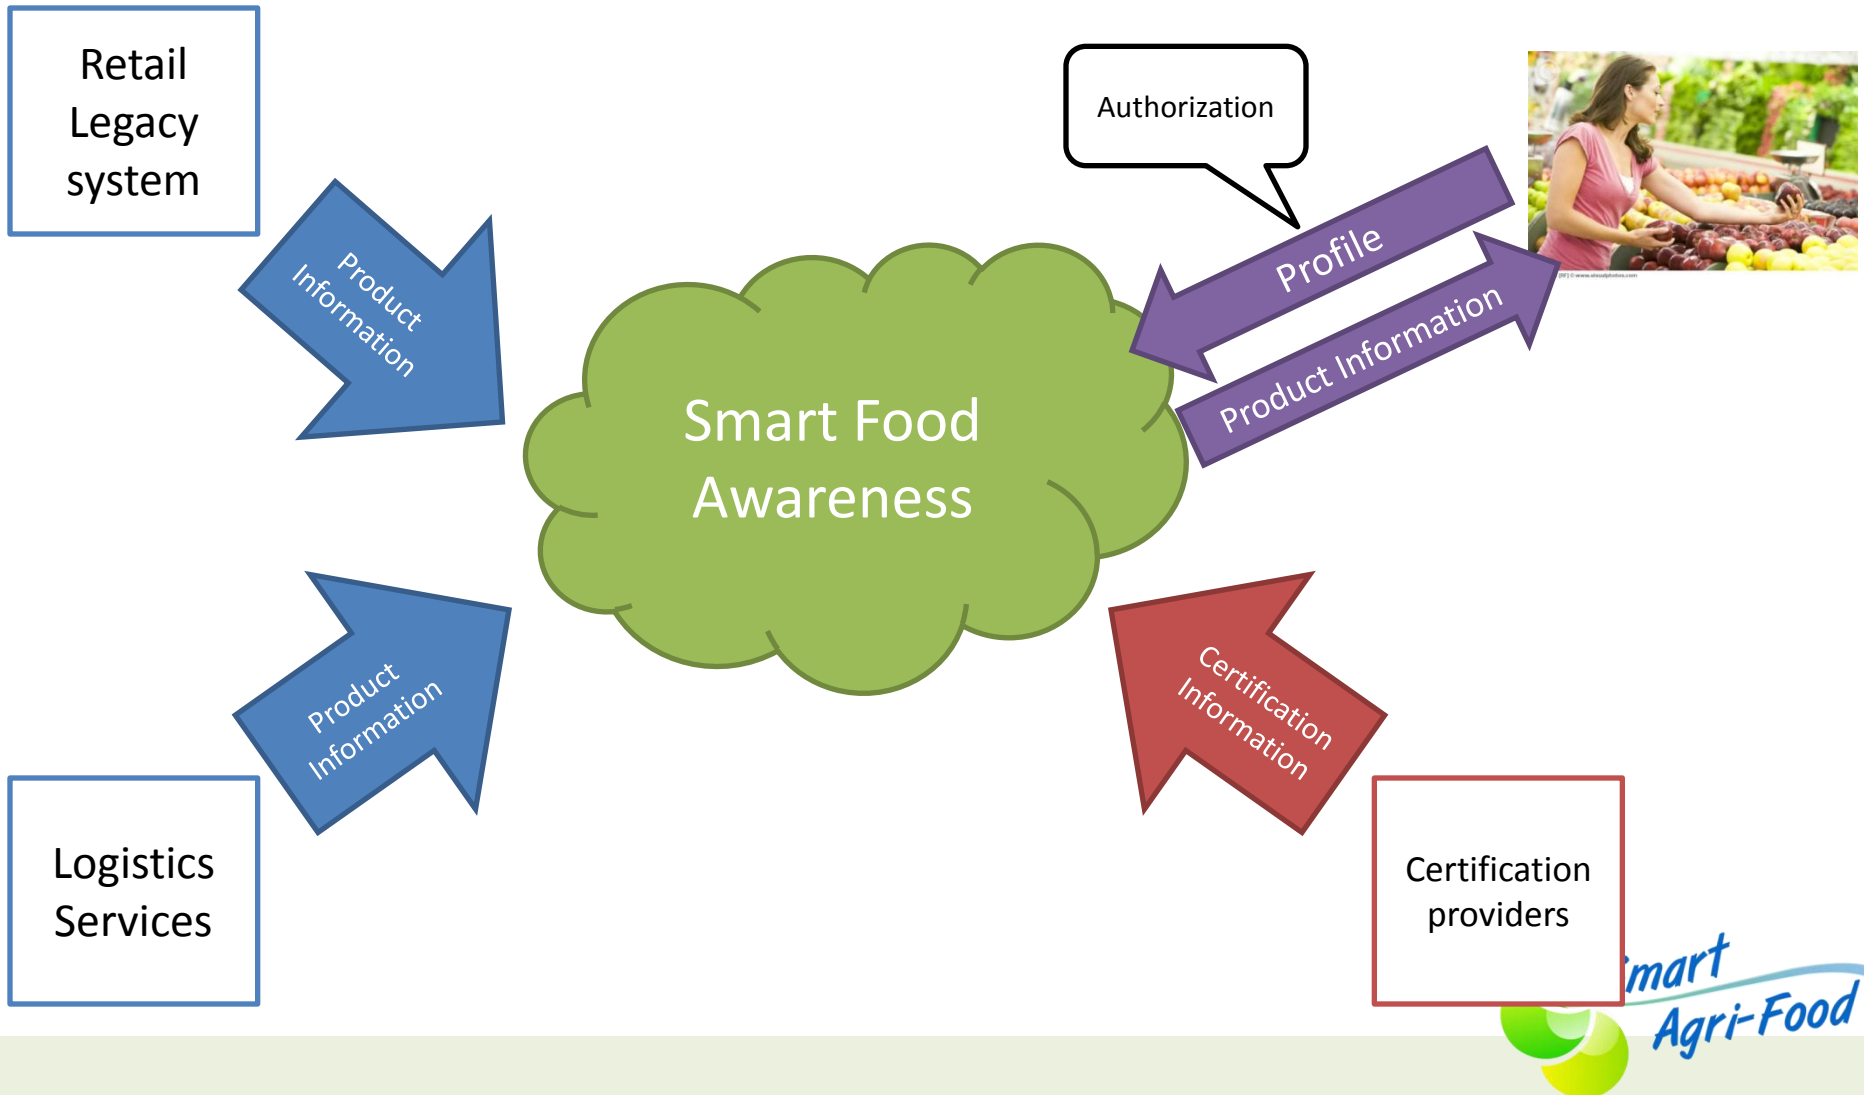 Retail
Legacy
system
Authorization
Product
Information
Profile
Product Information
Smart Food
Awareness
Product
Information
Certification
Information
Logistics
Services
Certification
providers
mart
Agri-Food